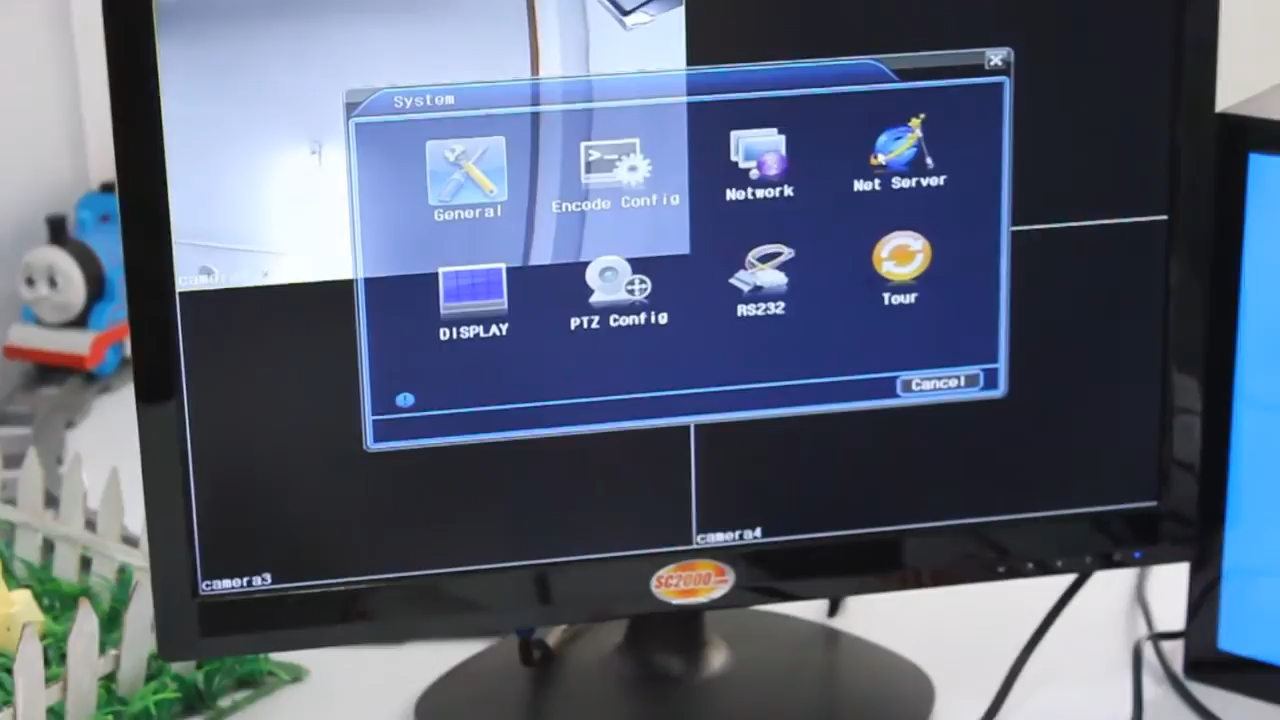 System
General
Encode Config
Network
Net Server
DISPLAY
PTZ Config
RS232
Tour
Cancel
camera3
camera4
SC2000